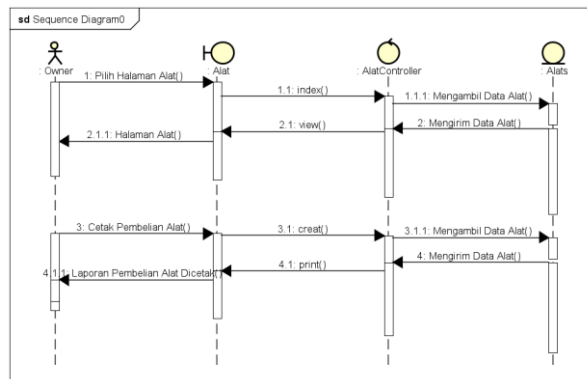 sd Sequence Diagram0
: Owner
: Alat
: AlatController
: Alats
1: Pilih Halaman Alat()
1.1: index()
1.1.1: Mengambil Data Alat()
2: Mengirim Data Alat()
2.1: view()
2.1.1: Halaman Alat()
3: Cetak Pembelian Alat()
3.1: creat()
3.1.1: Mengambil Data Alat()
4: Mengirim Data Alat()
4.1: print()
4.1.1: Laporan Pembelian Alat Dicetak()